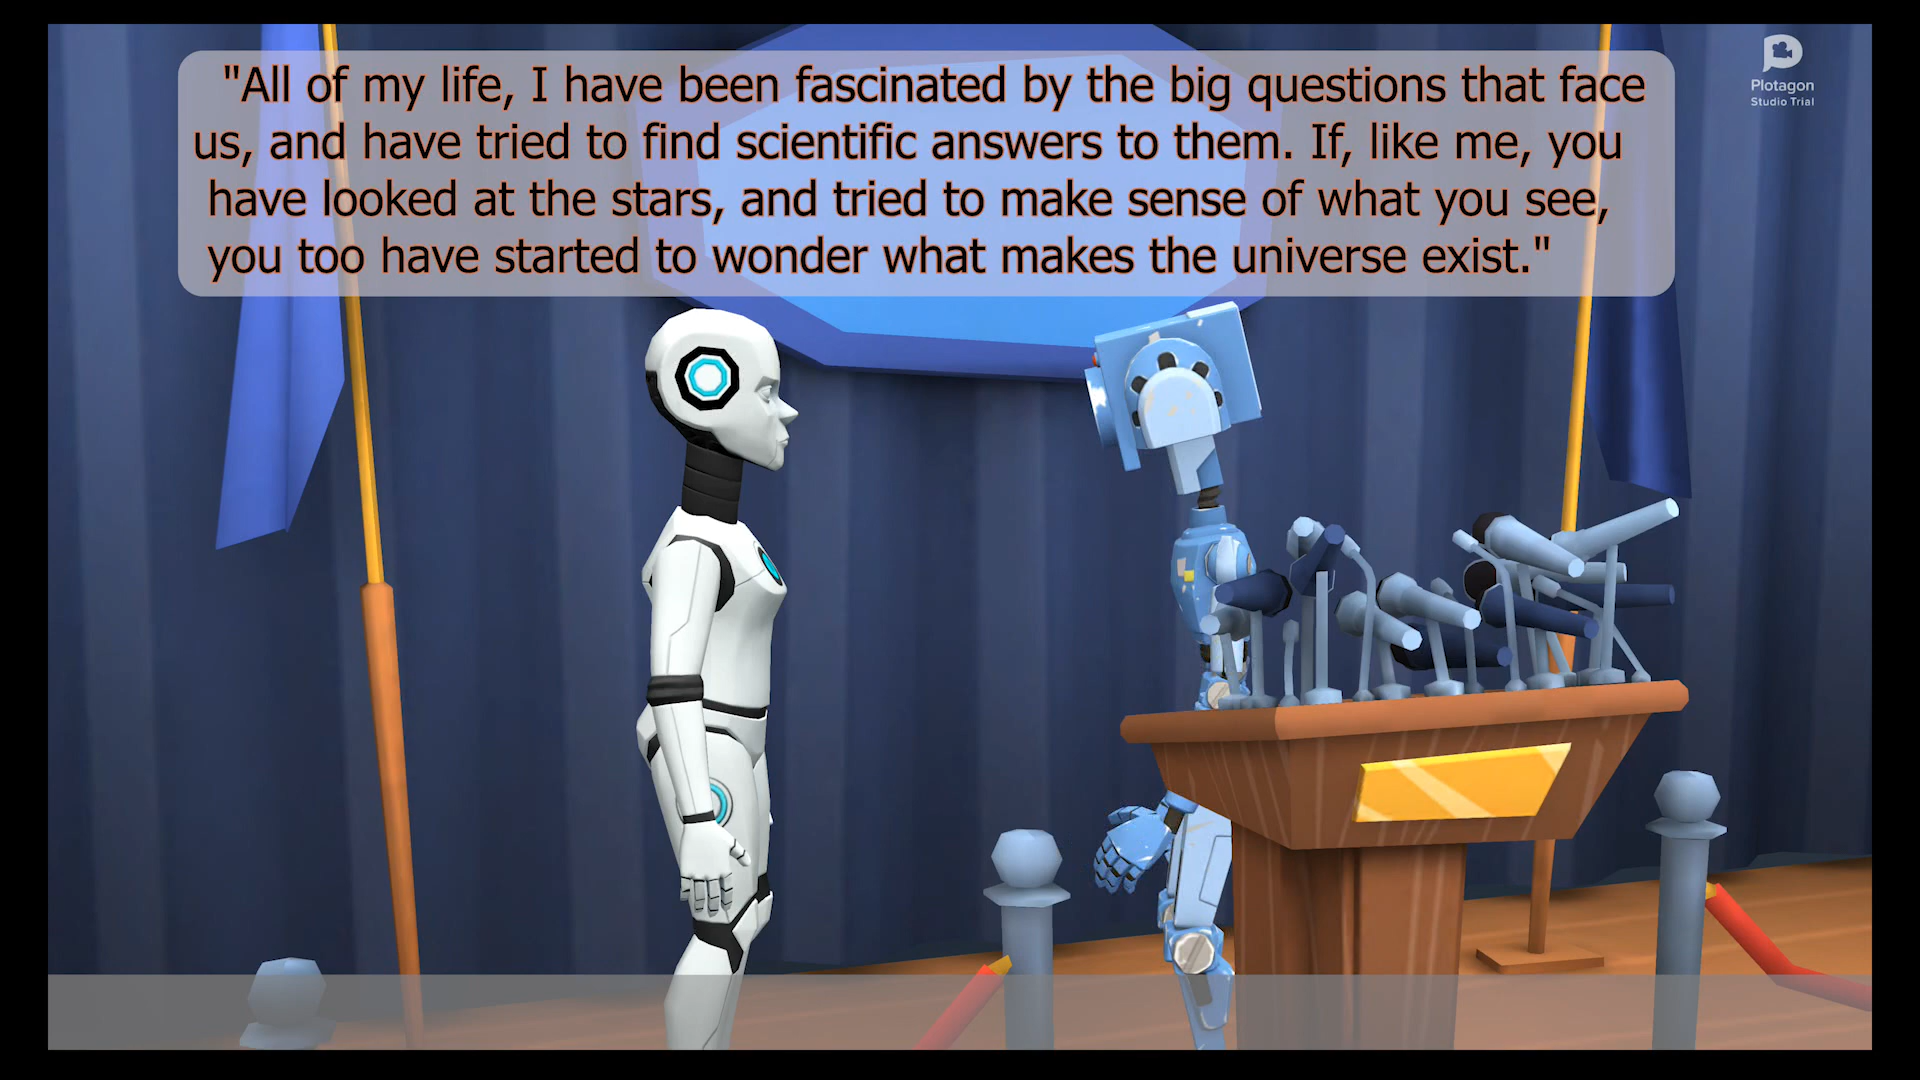 "All of my life, I have been fascinated by the big questions that face
us, and have tried to find scientific answers to them. If, like me, you
have looked at the stars, and tried to make sense of what you see,
you too have started to wonder what makes the universe exist."
Plotagon
Studio Trial